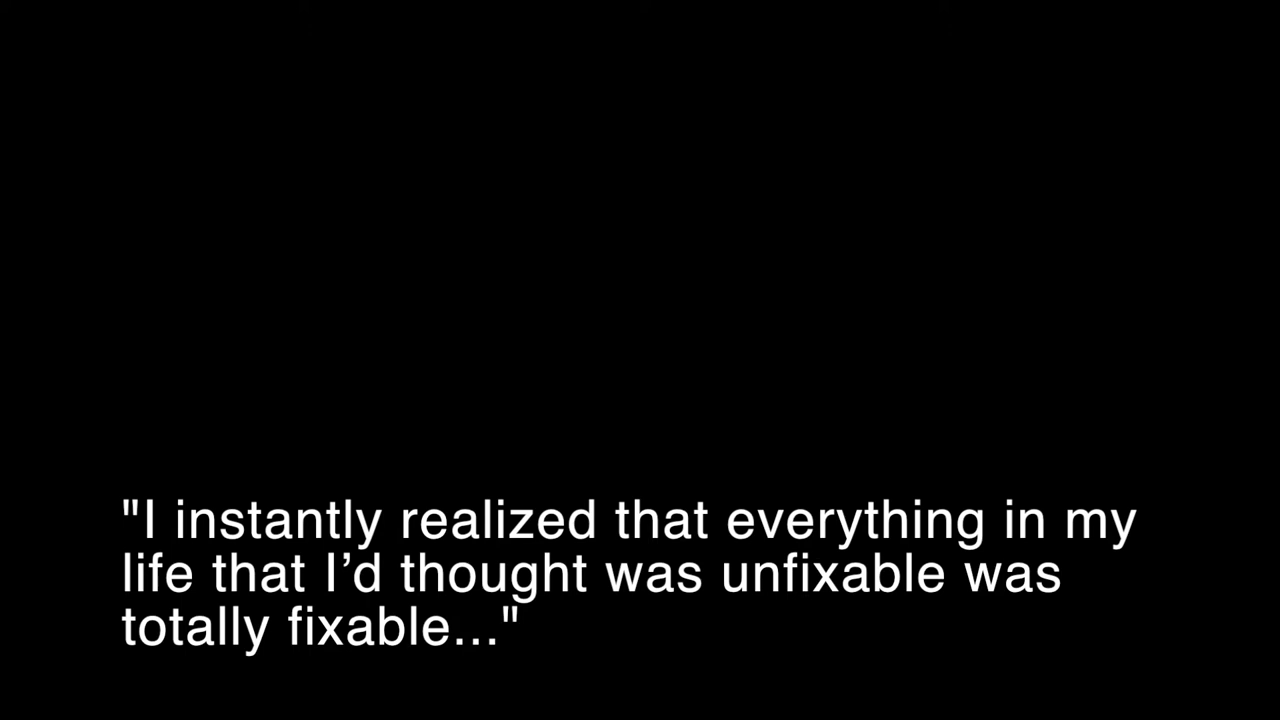 "I instantly realized that everything in my
life that I’d thought was unfixable was
totally fixable..."